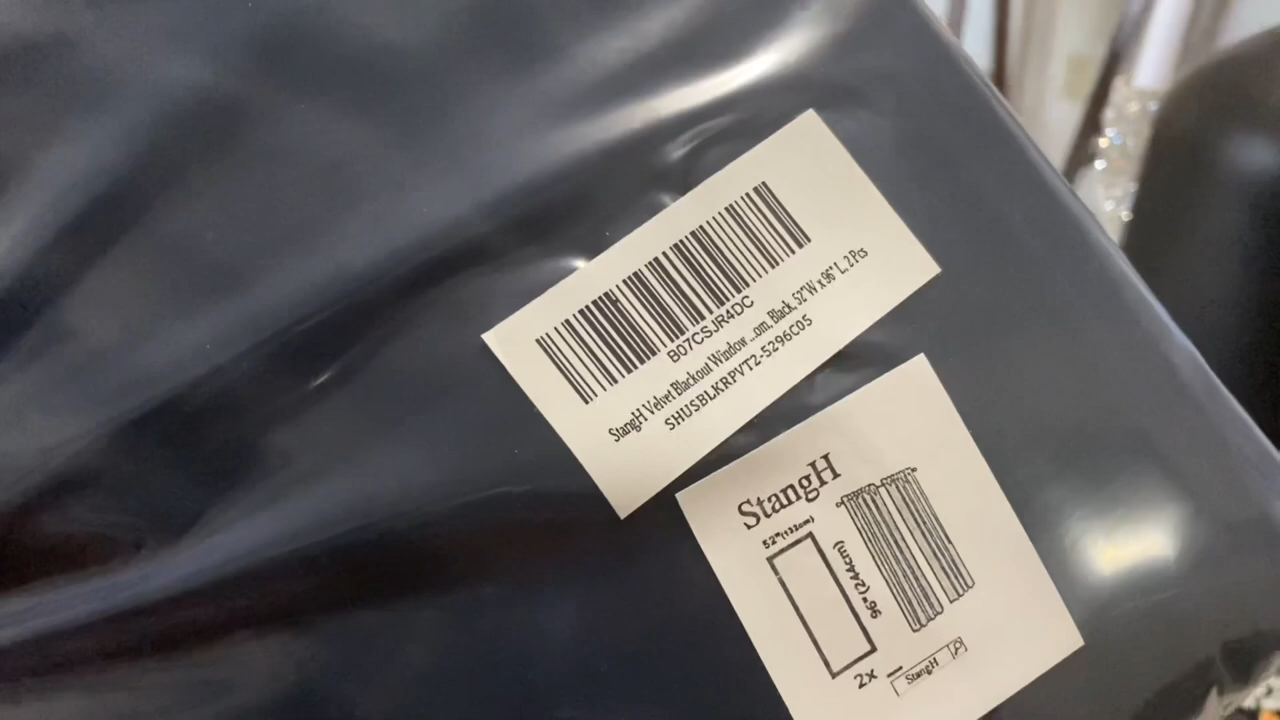 B07CSJR4DC
StangH Velvet Blackout Window ...om, Black, 52"W x 96" L, 2 Pcs
SHUSBLKRPVT2-5296C05
StangH
52"(132cm)
96"(244cm)
2x
StangH